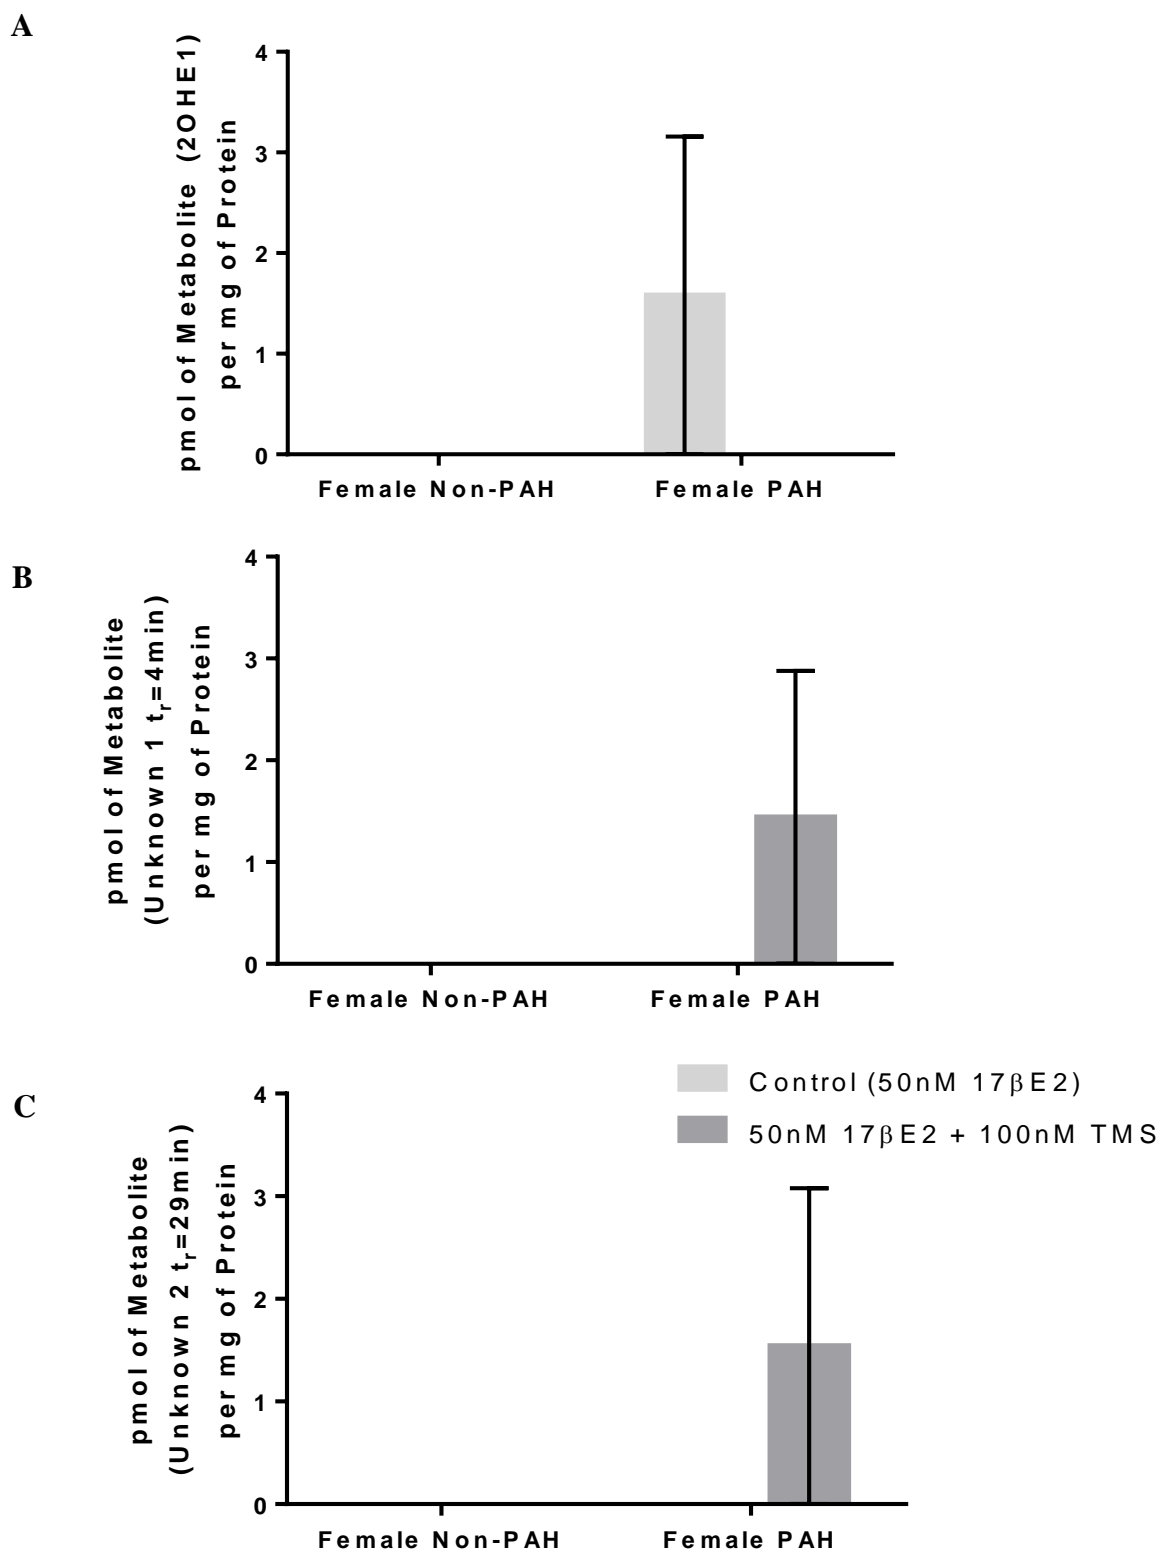 A
pmol of Metabolite (2OHE1)
per mg of Protein
4
3
2
1
0
Female Non-PAH
Female PAH
B
pmol of Metabolite
(Unknown 1 tr=4min)
per mg of Protein
4
3
2
1
0
Female Non-PAH
Female PAH
C
pmol of Metabolite
(Unknown 2 tr=29min)
per mg of Protein
4
3
2
1
0
Control (50nM 17βE2)
50nM 17βE2 + 100nM TMS
Female Non-PAH
Female PAH